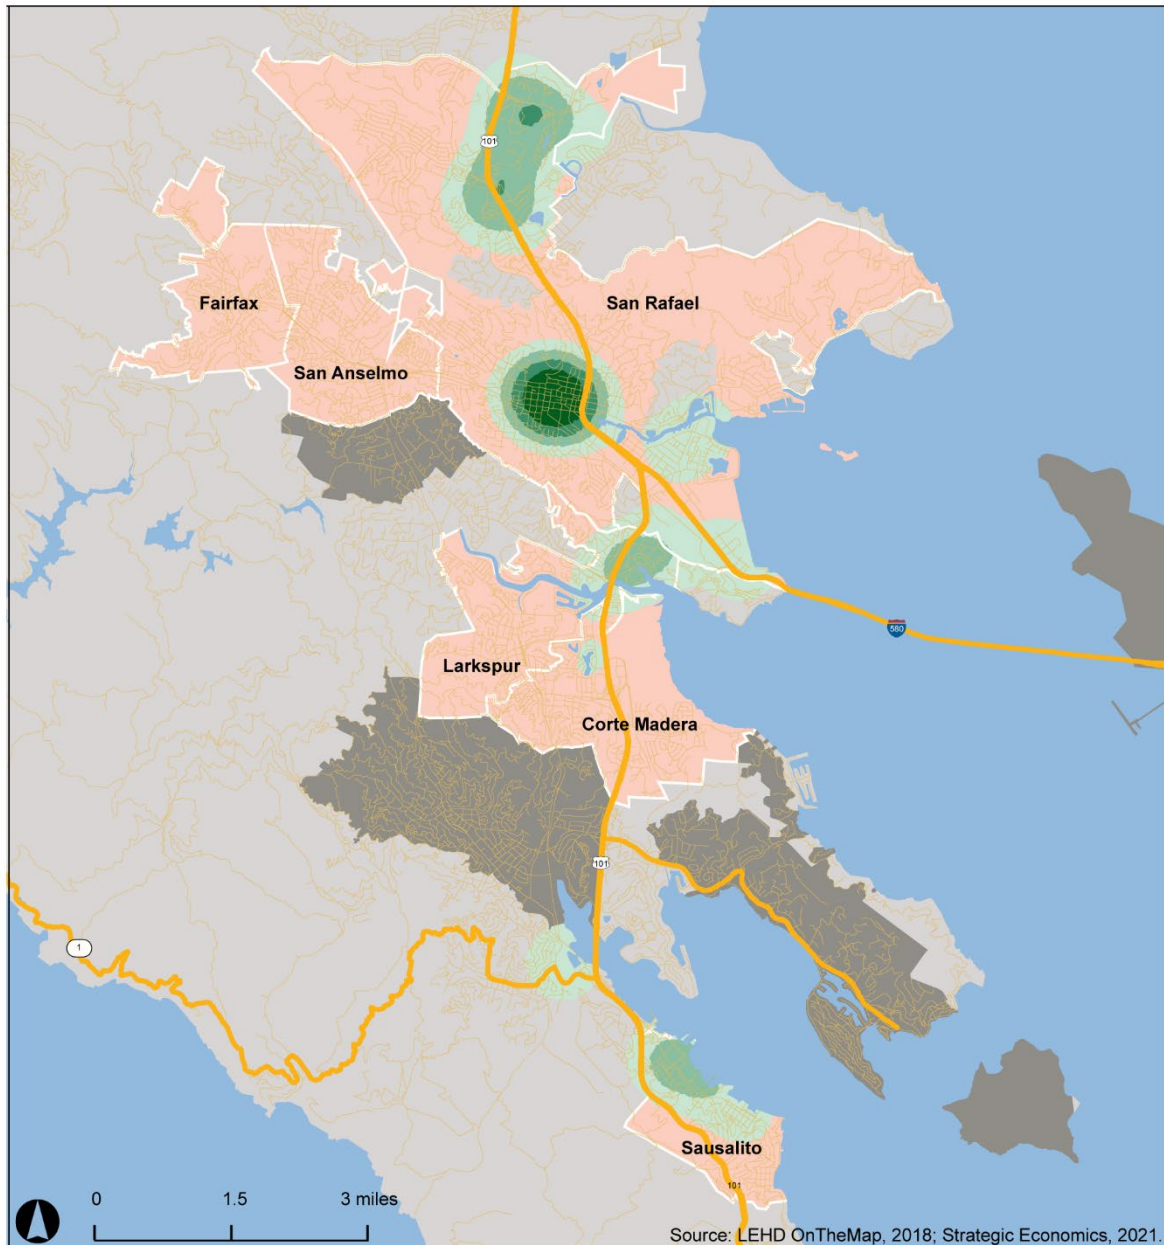 101
Fairfax
San Rafael
San Anselmo
580
Larkspur
Corte Madera
101
1
Sausalito
101
0 1.5 3 miles
Source: LEHD OnTheMap, 2018; Strategic Economics, 2021.